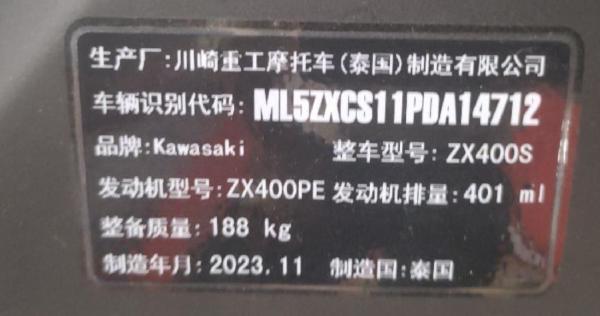 生产厂:川崎重工摩托车(泰国)制造有限公司
车辆识别代码:ML5ZXCS11PDA14712
品牌:Kawasaki 整车型号:ZX400S
发动机型号:ZX400PE 发动机排量:401 ml
整备质量:188 kg
制造年月:2023.11 制造国:泰国